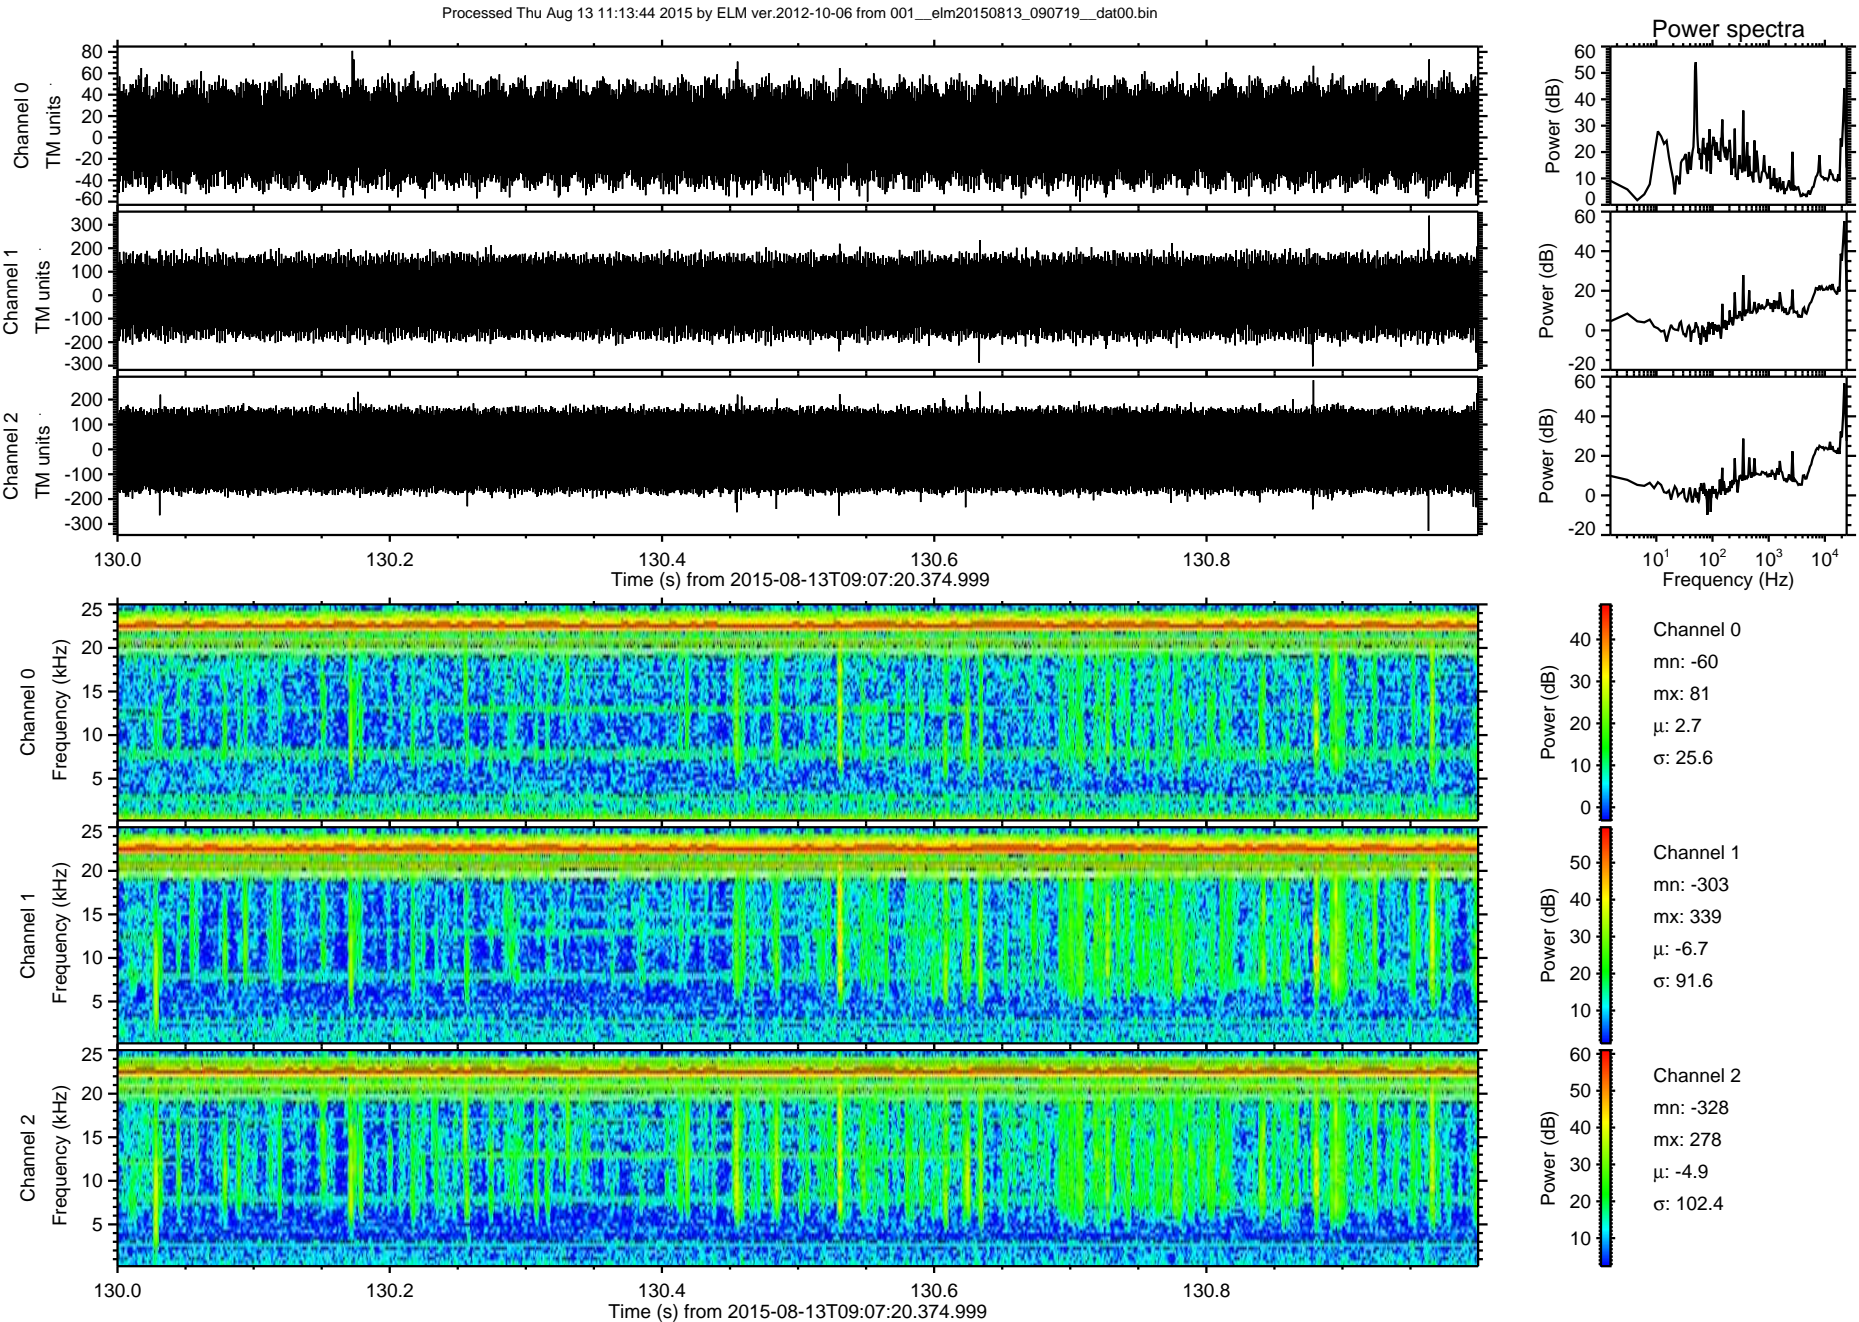 Processed Thu Aug 13 11:13:44 2015 by ELM ver.2012-10-06 from 001__elm20150813_090719__dat00.bin
Power spectra
Channel 0
TM units
80
60
40
20
0
-20
-40
-60
Power (dB)
60
50
40
30
20
10
0
Channel 1
TM units
300
200
100
0
-100
-200
-300
Power (dB)
60
40
20
0
-20
Channel 2
TM units
200
100
0
-100
-200
-300
Power (dB)
60
40
20
0
-20
130.0 130.2 130.4 130.6 130.8
Time (s) from 2015-08-13T09:07:20.374.999
10¹ 10² 10³ 10⁴
Frequency (Hz)
Channel 0
Frequency (kHz)
25
20
15
10
5
Power (dB)
40
30
20
10
0
Channel 0
mn: -60
mx: 81
μ: 2.7
σ: 25.6
Channel 1
Frequency (kHz)
25
20
15
10
5
Power (dB)
50
40
30
20
10
Channel 1
mn: -303
mx: 339
μ: -6.7
σ: 91.6
Channel 2
Frequency (kHz)
25
20
15
10
5
Power (dB)
60
50
40
30
20
10
Channel 2
mn: -328
mx: 278
μ: -4.9
σ: 102.4
130.0 130.2 130.4 130.6 130.8
Time (s) from 2015-08-13T09:07:20.374.999